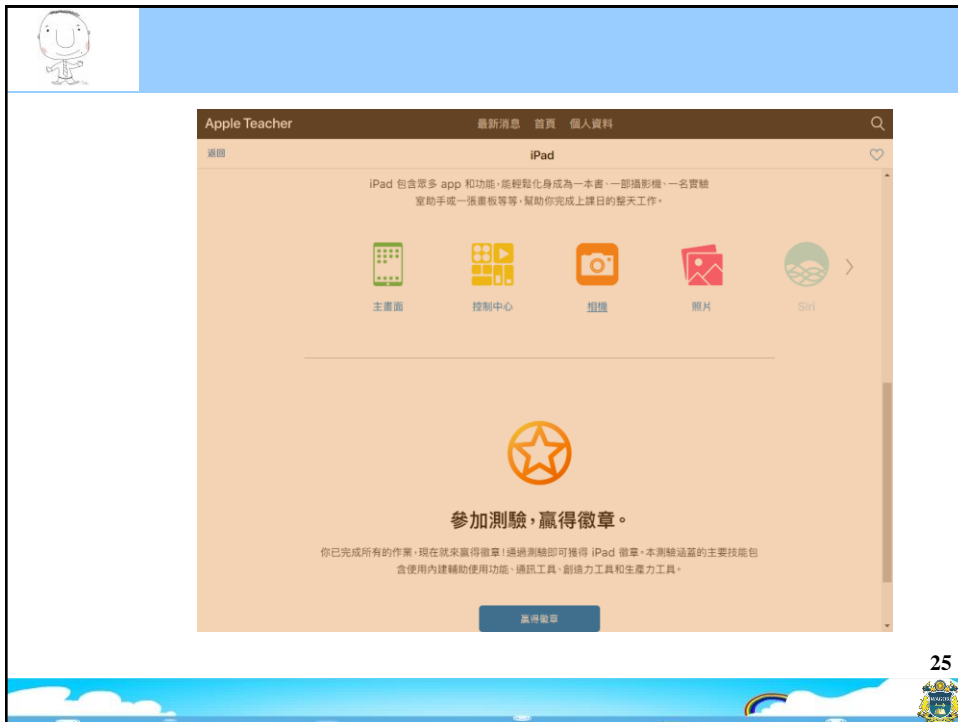 Apple Teacher 最新消息 首頁 個人資料
返回 iPad
iPad 包含眾多 app 和功能，能輕鬆化身成為一本書、一部攝影機、一名實驗
室助手或一張畫板等等，幫助你完成上課日的整天工作。
主畫面 控制中心 相機 照片 Siri
參加測驗，贏得徽章。
你已完成所有的作業，現在就來贏得徽章！通過測驗即可獲得 iPad 徽章。本測驗涵蓋的主要技能包
含使用內建輔助使用功能、通訊工具、創造力工具和生產力工具。
贏得徽章
25